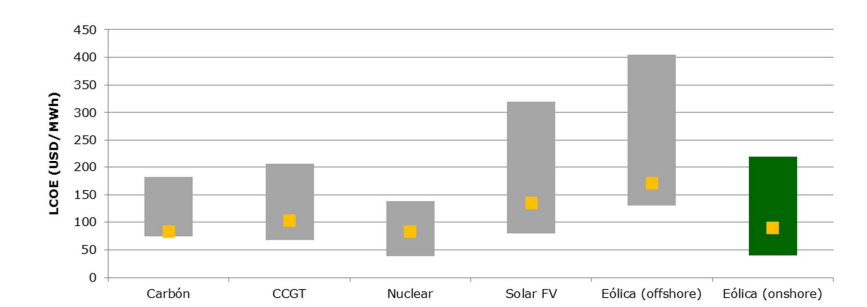 LCOE (USD/MWh)
450
400
350
300
250
200
150
100
50
0
Carbón
CCGT
Nuclear
Solar FV
Eólica (offshore)
Eólica (onshore)